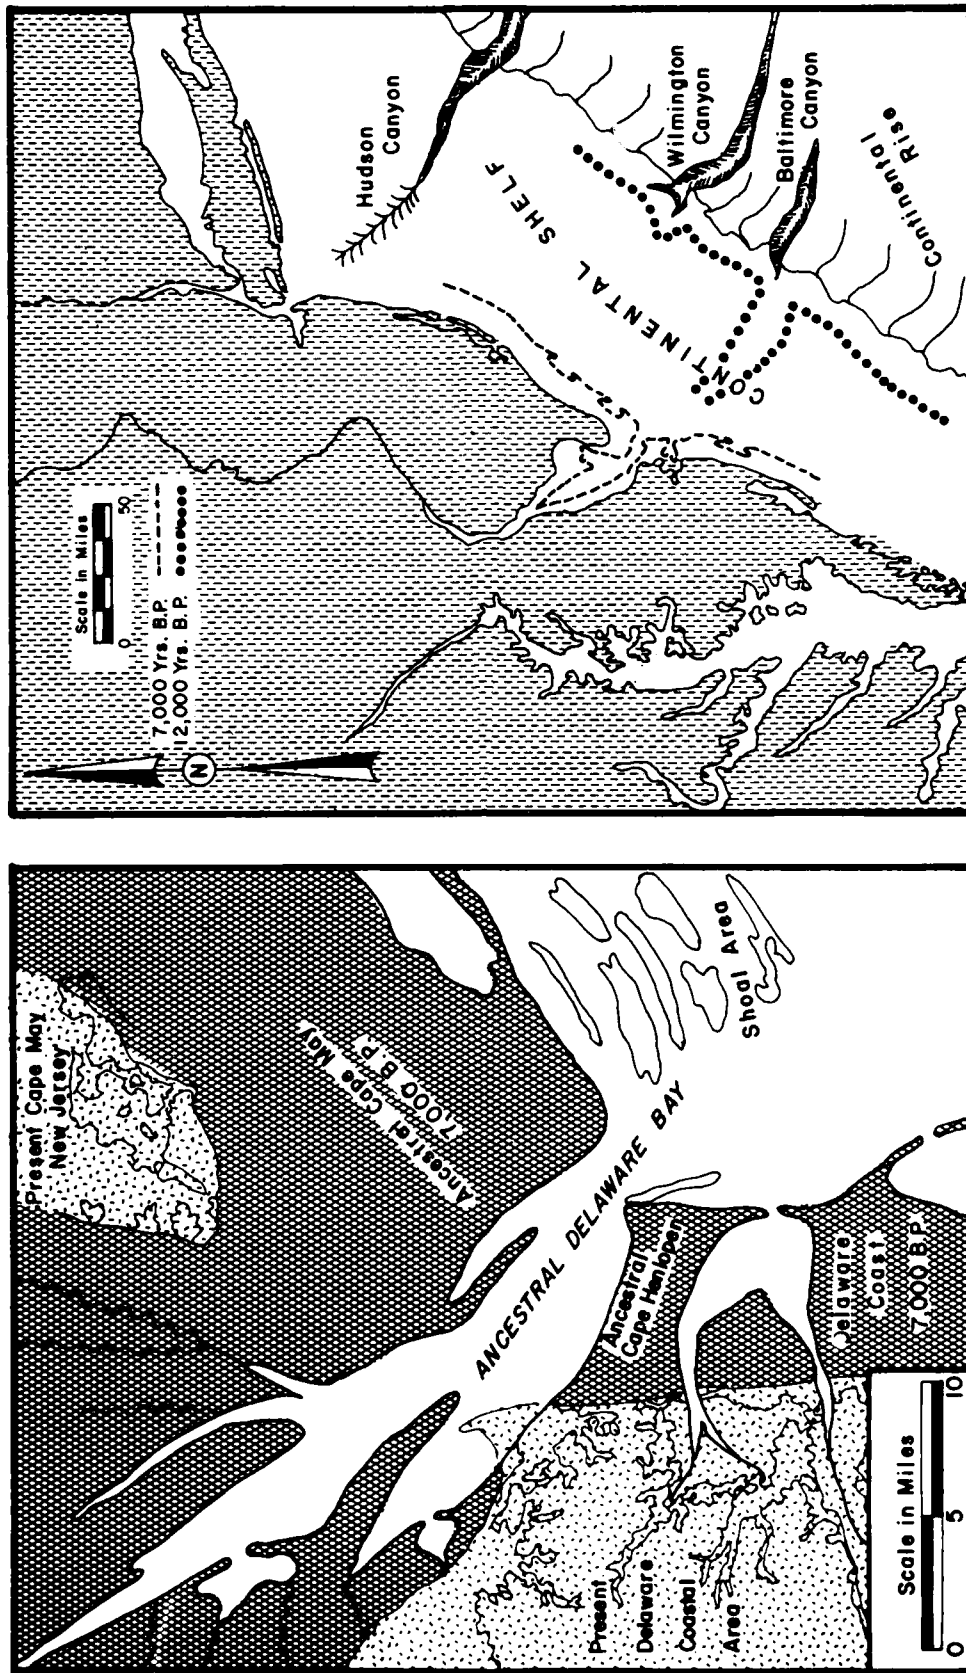 Present Cape May
New Jersey
Ancestral Cape May
7,000 B.P.
ANCESTRAL DELAWARE BAY
Shoal Area
Ancestral
Cape Henlopen
Delaware
Coast
7,000 B.P.
Present
Delaware
Coastal
Area
Scale in Miles
0 5 10
Scale in Miles
0 50
7,000 Yrs. B.P.
12,000 Yrs. B.P.
N
Hudson
Canyon
CONTINENTAL SHELF
Wilmington
Canyon
Baltimore
Canyon
Continental
Rise